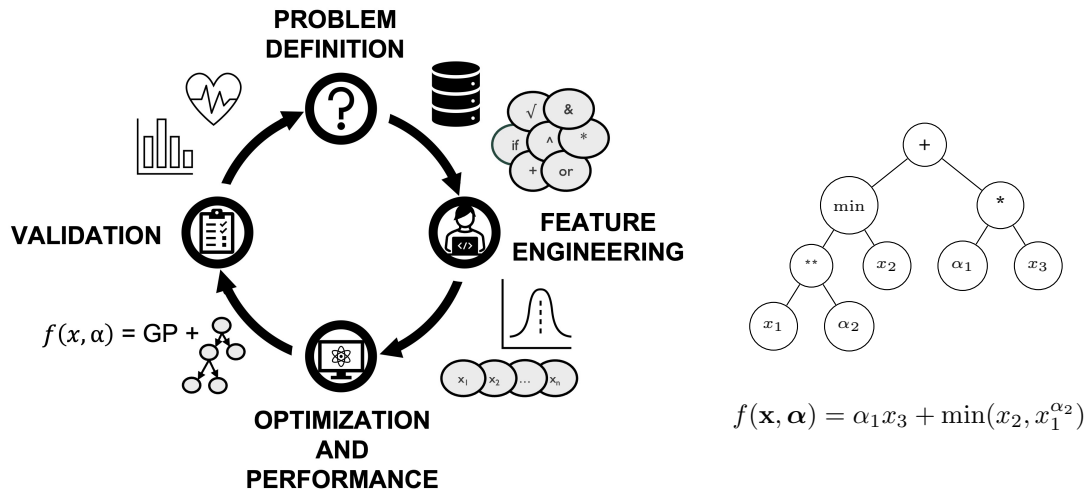 PROBLEM
DEFINITION
√
&
if
^
*
+
or
VALIDATION
</>
FEATURE
ENGINEERING
f(x, α) = GP +
x₁
x₂
...
xₙ
OPTIMIZATION
AND
PERFORMANCE
+
min
*
**
x₂
α₁
x₃
x₁
α₂
f(𝐱, 𝜶) = α₁x₃ + min(x₂, x₁^α₂)